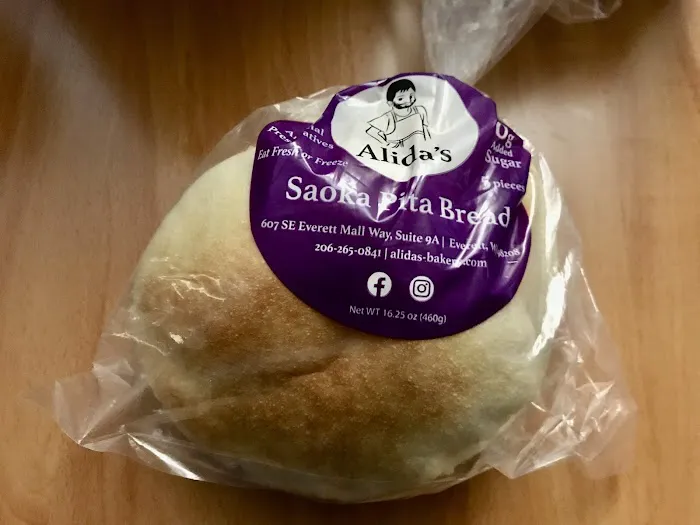 Alida's
Eat Fresh or Freeze
0g
Added
Sugar
5 pieces
Saoka Pita Bread
607 SE Everett Mall Way, Suite 9A | Everett,
206-265-0841 | alidas-bakery.com
Net WT 16.25 oz (460g)